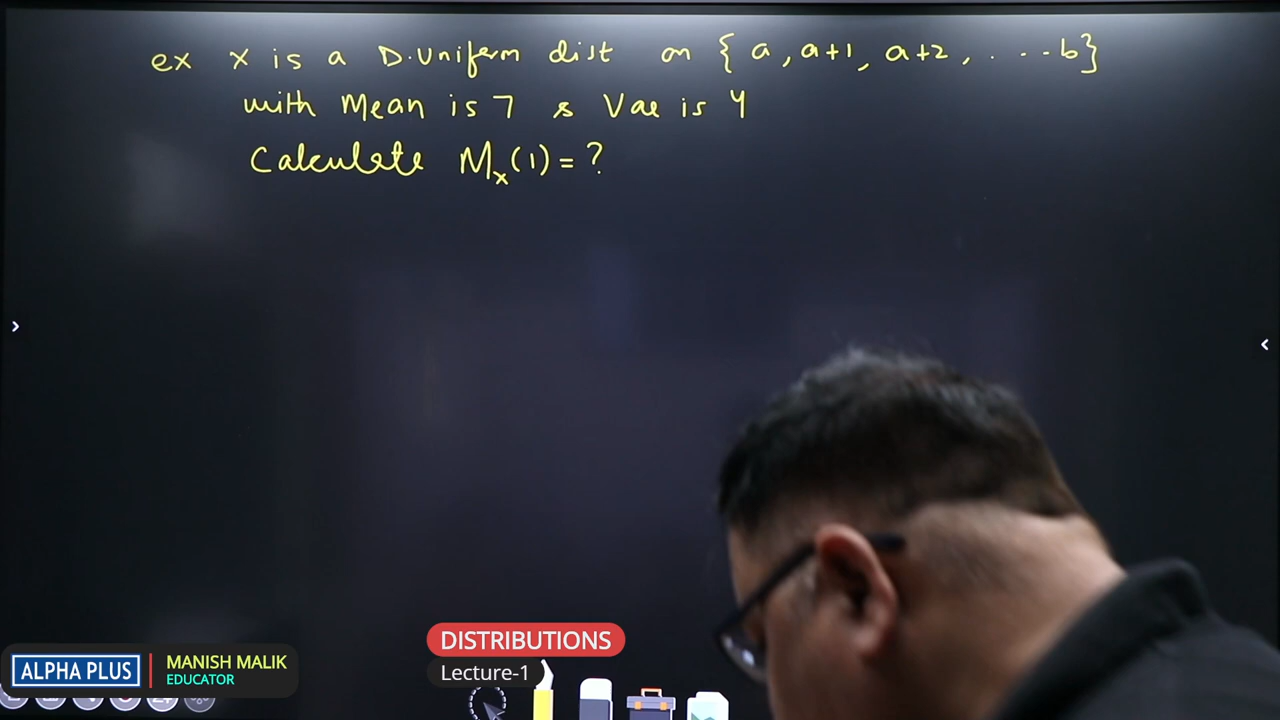 ex x is a D.Uniform dist on { a, a+1, a+2, . . . b}
with Mean is 7 & Var is 4
Calculate Mx(1) = ?
DISTRIBUTIONS
Lecture-1
ALPHA PLUS
MANISH MALIK
EDUCATOR